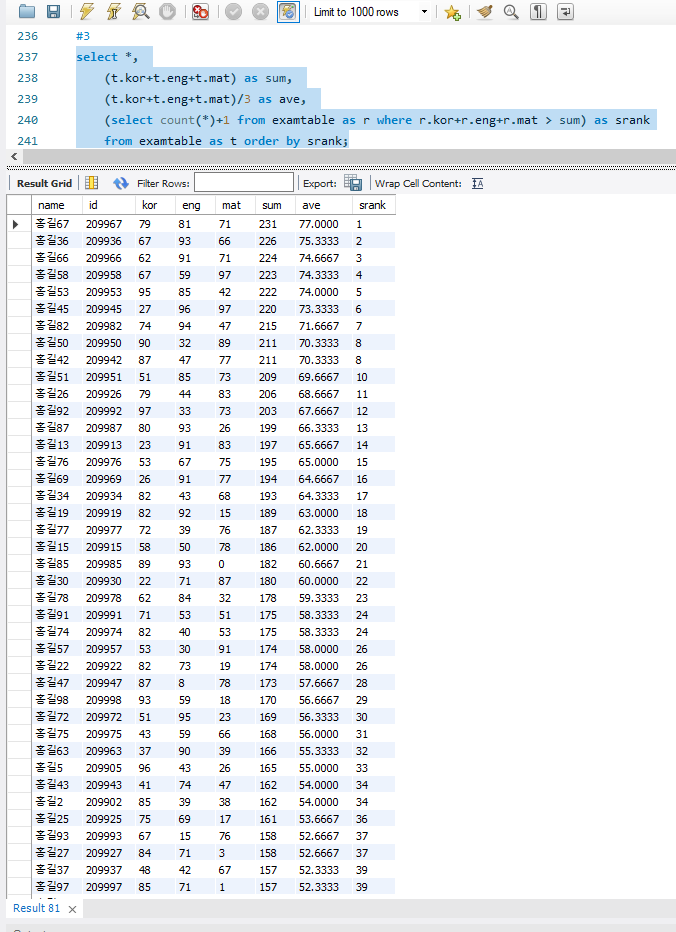 Limit to 1000 rows
236 #3
237 select *,
238 (t.kor+t.eng+t.mat) as sum,
239 (t.kor+t.eng+t.mat)/3 as ave,
240 (select count(*)+1 from examtable as r where r.kor+r.eng+r.mat > sum) as srank
241 from examtable as t order by srank;
Result Grid Filter Rows: Export: Wrap Cell Content:
name id kor eng mat sum ave srank
홍길67 209967 79 81 71 231 77.0000 1
홍길36 209936 67 93 66 226 75.3333 2
홍길66 209966 62 91 71 224 74.6667 3
홍길58 209958 67 59 97 223 74.3333 4
홍길53 209953 95 85 42 222 74.0000 5
홍길45 209945 27 96 97 220 73.3333 6
홍길82 209982 74 94 47 215 71.6667 7
홍길50 209950 90 32 89 211 70.3333 8
홍길42 209942 87 47 77 211 70.3333 8
홍길51 209951 51 85 73 209 69.6667 10
홍길26 209926 79 44 83 206 68.6667 11
홍길92 209992 97 33 73 203 67.6667 12
홍길87 209987 80 93 26 199 66.3333 13
홍길13 209913 23 91 83 197 65.6667 14
홍길76 209976 53 67 75 195 65.0000 15
홍길69 209969 26 91 77 194 64.6667 16
홍길34 209934 82 43 68 193 64.3333 17
홍길19 209919 82 92 15 189 63.0000 18
홍길77 209977 72 39 76 187 62.3333 19
홍길15 209915 58 50 78 186 62.0000 20
홍길85 209985 89 93 0 182 60.6667 21
홍길30 209930 22 71 87 180 60.0000 22
홍길78 209978 62 84 32 178 59.3333 23
홍길91 209991 71 53 51 175 58.3333 24
홍길74 209974 82 40 53 175 58.3333 24
홍길57 209957 53 30 91 174 58.0000 26
홍길22 209922 82 73 19 174 58.0000 26
홍길47 209947 87 8 78 173 57.6667 28
홍길98 209998 93 59 18 170 56.6667 29
홍길72 209972 51 95 23 169 56.3333 30
홍길75 209975 43 59 66 168 56.0000 31
홍길63 209963 37 90 39 166 55.3333 32
홍길5 209905 96 43 26 165 55.0000 33
홍길43 209943 41 74 47 162 54.0000 34
홍길2 209902 85 39 38 162 54.0000 34
홍길25 209925 75 69 17 161 53.6667 36
홍길93 209993 67 15 76 158 52.6667 37
홍길27 209927 84 71 3 158 52.6667 37
홍길37 209937 48 42 67 157 52.3333 39
홍길97 209997 85 71 1 157 52.3333 39
Result 81